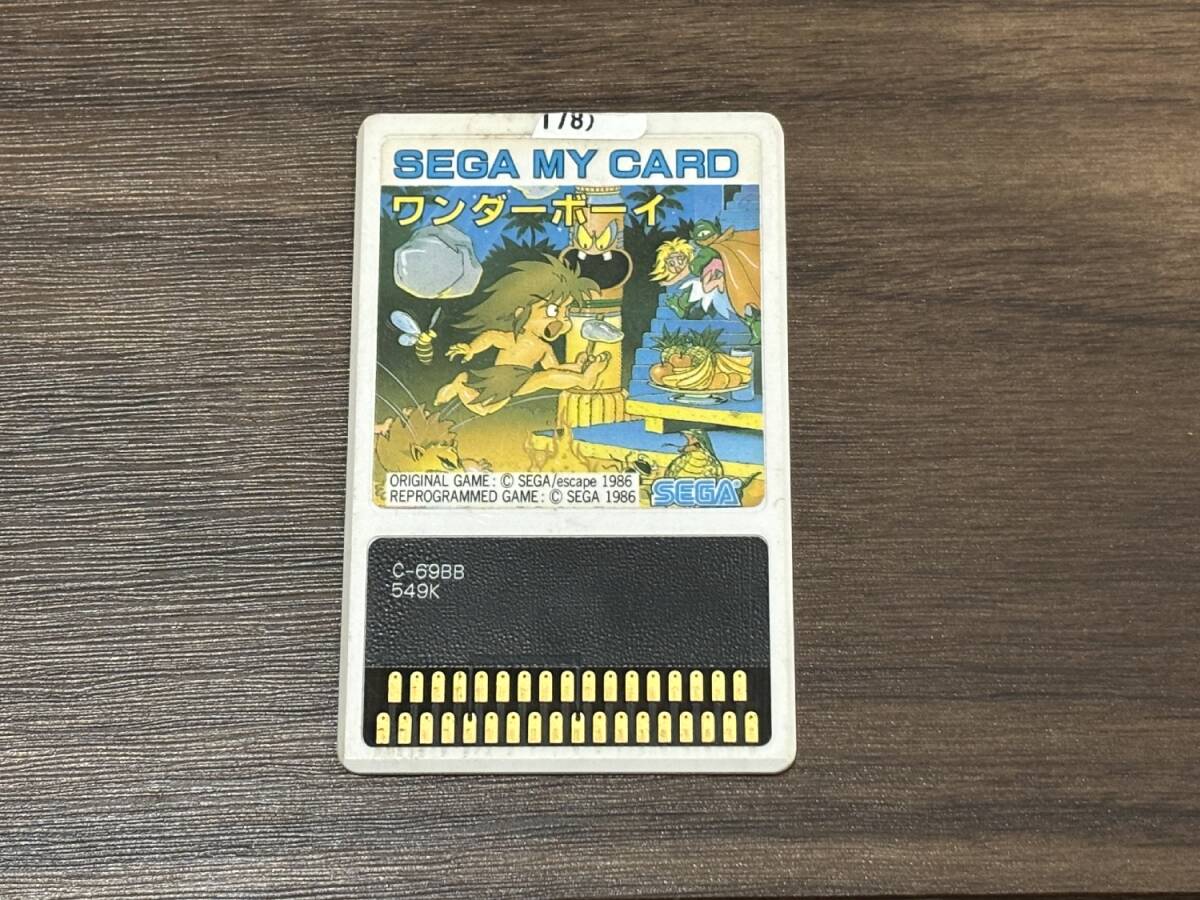 178)
SEGA MY CARD
ワンダーボーイ
ORIGINAL GAME: © SEGA/escape 1986
REPROGRAMMED GAME: © SEGA 1986
SEGA®
C-69BB
549K